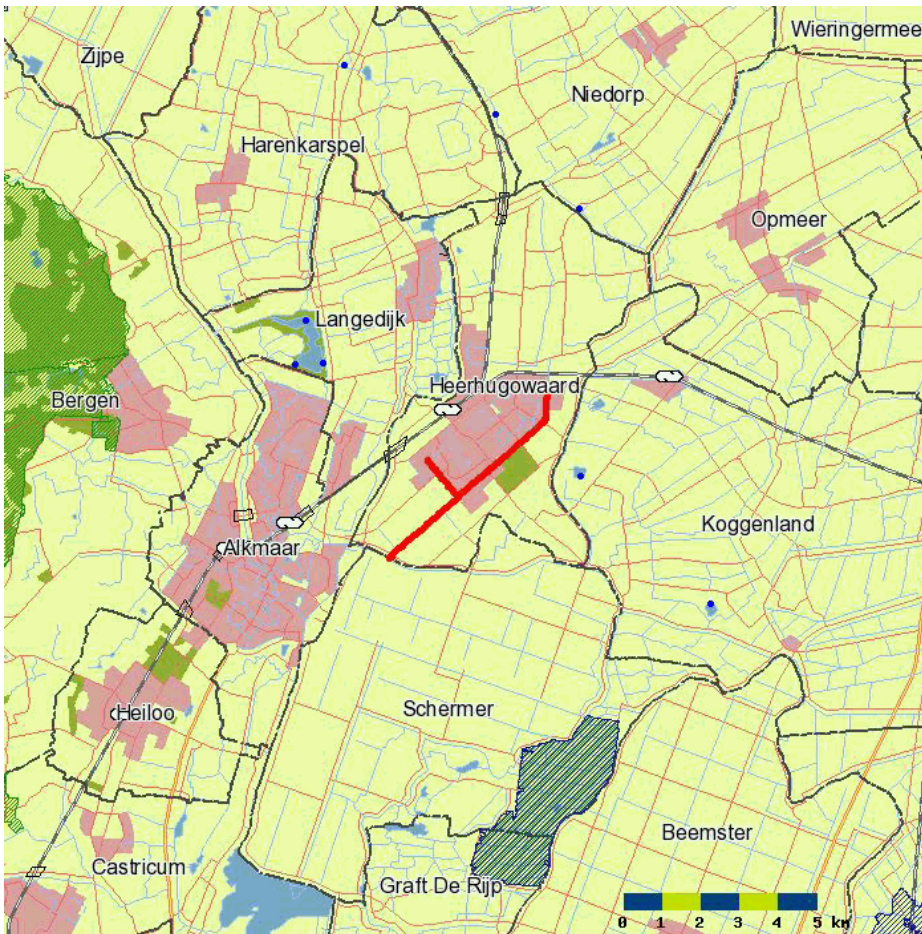 Wieringermee
Zijpe
Niedorp
Harenkarspel
Opmeer
Langedijk
Heerhugowaard
Bergen
Koggenland
Alkmaar
Schermer
Heiloo
Beemster
Castricum
Graft De Rijp
0 1 2 3 4 5 km